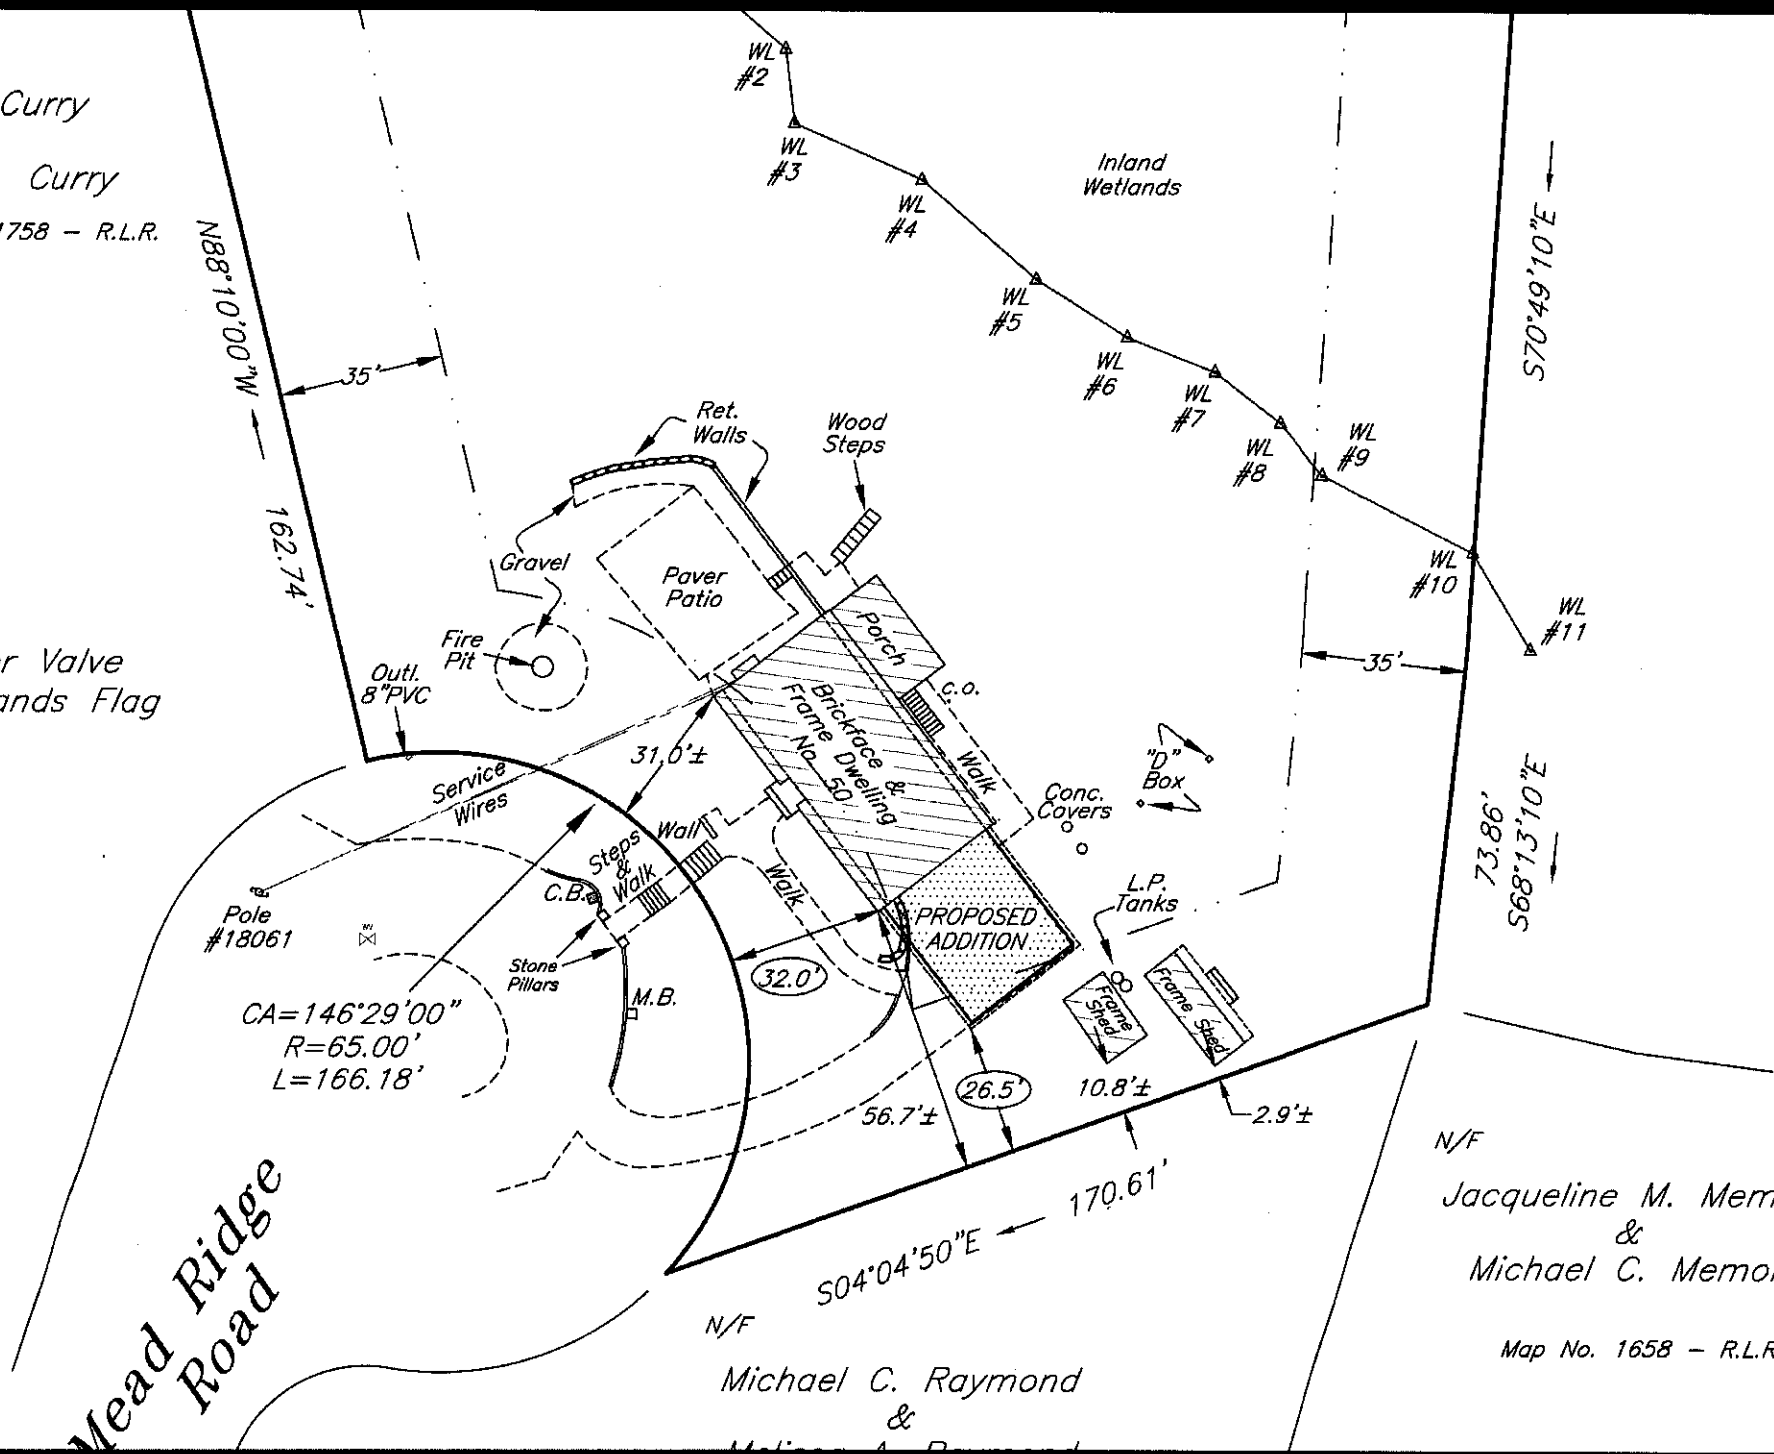 Curry
Curry
1758 – R.L.R.
WL
#2
WL
#3
WL
#4
WL
#5
WL
#6
WL
#7
WL
#8
WL
#9
WL
#10
WL
#11
Inland
Wetlands
N88°10'00"W
162.74'
35'
S70°49'10"E
35'
73.86'
S68°13'10"E
Ret.
Walls
Wood
Steps
Gravel
Paver
Patio
Fire
Pit
Outl.
8"PVC
Valve
Flag
Porch
Brickface &
Frame Dwelling
No. 50
C.O.
Walk
"D"
Box
Conc.
Covers
L.P.
Tanks
31.0'±
Service
Wires
Wall
Steps
&
Walk
Walk
C.B.
Pole
#18061
WV
Stone
Pillars
M.B.
PROPOSED
ADDITION
32.0'
Frame
Shed
Frame Shed
CA=146°29'00"
R=65.00'
L=166.18'
56.7'±
26.5'
10.8'±
2.9'±
S04°04'50"E
170.61'
Mead Ridge
Road
N/F
Michael C. Raymond
&
N/F
Jacqueline M.
&
Michael C.
Map No. 1658 – R.L.R